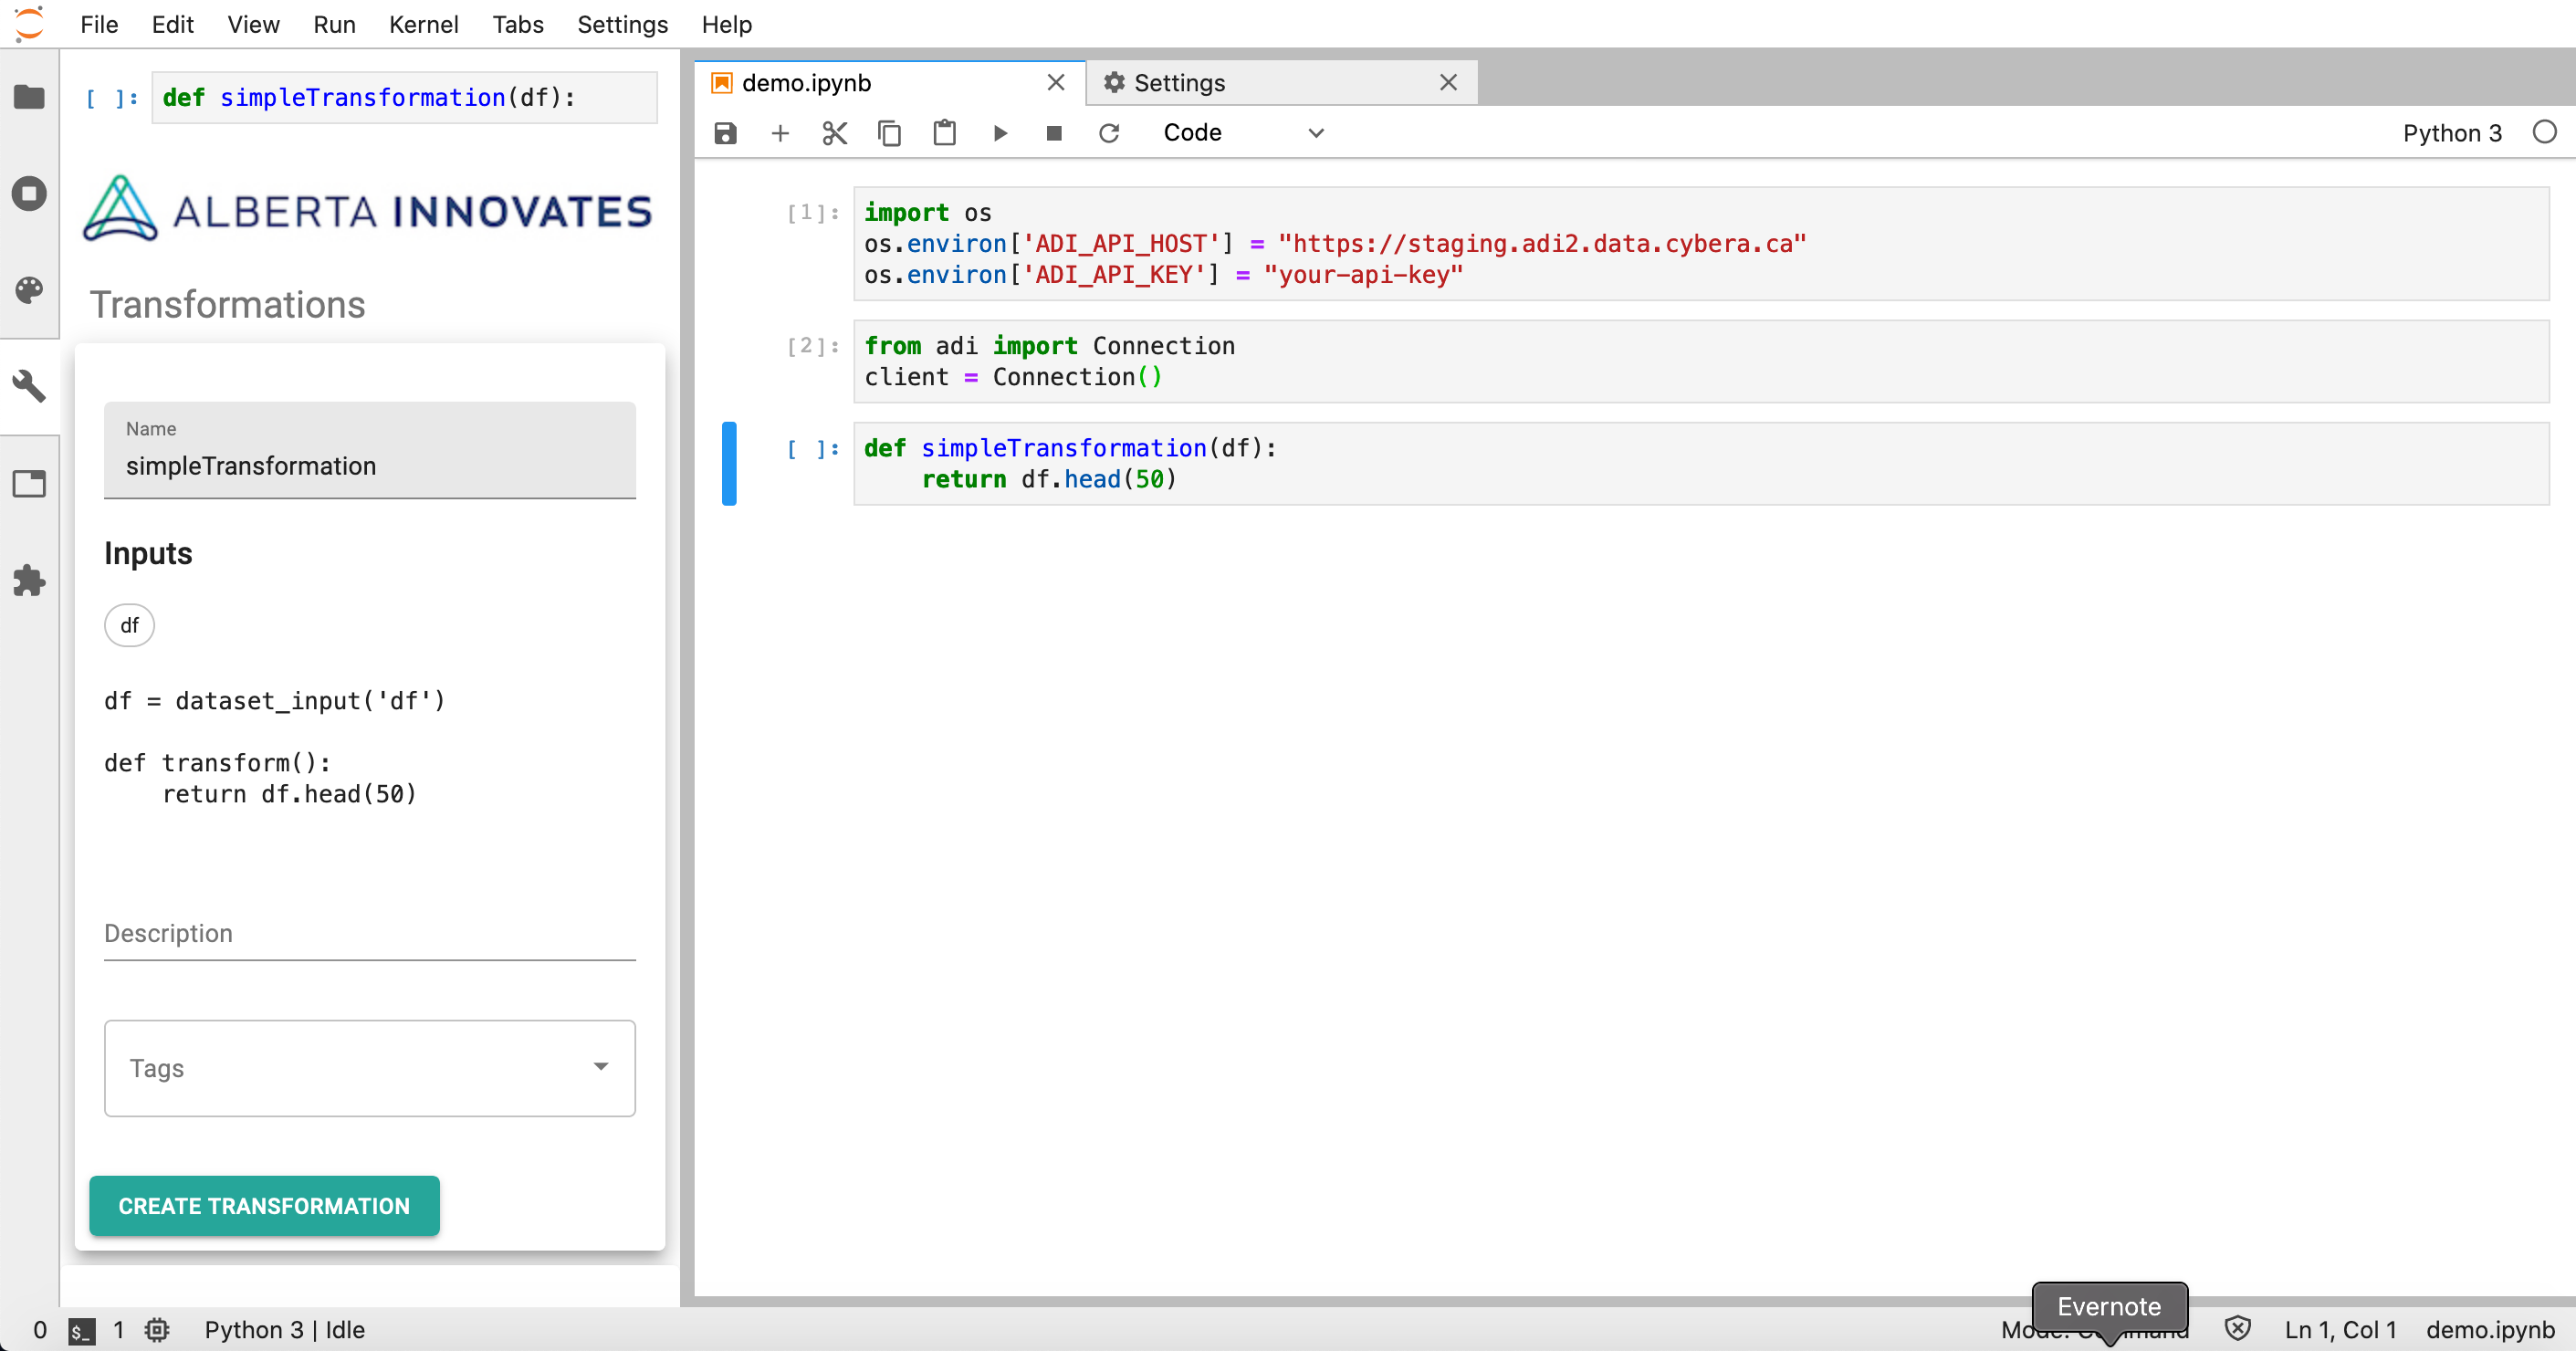 File Edit View Run Kernel Tabs Settings Help
[ ]: def simpleTransformation(df):
ALBERTA INNOVATES
Transformations
Name
simpleTransformation
Inputs
df
df = dataset_input('df')
def transform():
    return df.head(50)
Description
Tags
CREATE TRANSFORMATION
demo.ipynb
Settings
Code
Python 3
[1]: import os
os.environ['ADI_API_HOST'] = "https://staging.adi2.data.cybera.ca"
os.environ['ADI_API_KEY'] = "your-api-key"
[2]: from adi import Connection
client = Connection()
[ ]: def simpleTransformation(df):
    return df.head(50)
Evernote
0 $_ 1 Python 3 | Idle
Ln 1, Col 1 demo.ipynb